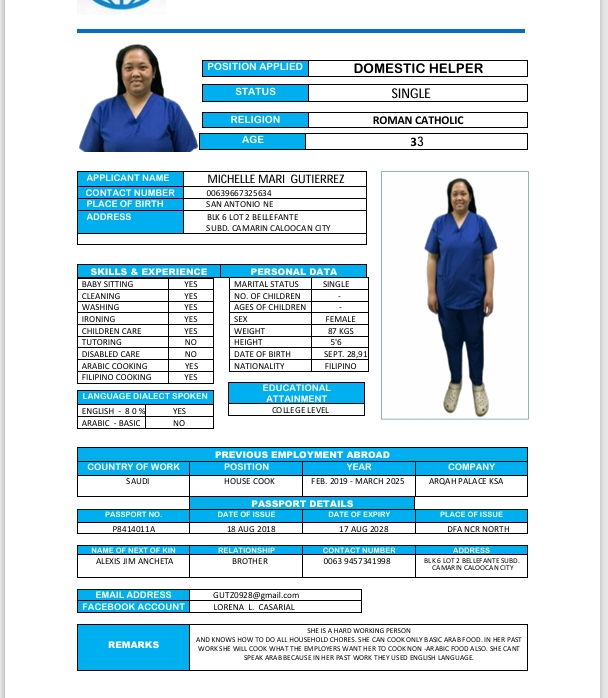 POSITION APPLIED DOMESTIC HELPER
STATUS SINGLE
RELIGION ROMAN CATHOLIC
AGE 33
APPLICANT NAME MICHELLE MARI GUTIERREZ
CONTACT NUMBER 00639667325634
PLACE OF BIRTH SAN ANTONIO NE
ADDRESS BLK 6 LOT 2 BELLEFANTE
SUBD. CAMARIN CALOOCAN CITY
SKILLS & EXPERIENCE PERSONAL DATA
BABY SITTING YES MARITAL STATUS SINGLE
CLEANING YES NO. OF CHILDREN -
WASHING YES AGES OF CHILDREN -
IRONING YES SEX FEMALE
CHILDREN CARE YES WEIGHT 87 KGS
TUTORING NO HEIGHT 5'6
DISABLED CARE NO DATE OF BIRTH SEPT. 28,91
ARABIC COOKING YES NATIONALITY FILIPINO
FILIPINO COOKING YES
EDUCATIONAL
ATTAINMENT
COLLEGE LEVEL
LANGUAGE DIALECT SPOKEN
ENGLISH - 80% YES
ARABIC - BASIC NO
PREVIOUS EMPLOYMENT ABROAD
COUNTRY OF WORK POSITION YEAR COMPANY
SAUDI HOUSE COOK FEB. 2019 - MARCH 2025 ARQAH PALACE KSA
PASSPORT DETAILS
PASSPORT NO. DATE OF ISSUE DATE OF EXPIRY PLACE OF ISSUE
P8414011A 18 AUG 2018 17 AUG 2028 DFA NCR NORTH
NAME OF NEXT OF KIN RELATIONSHIP CONTACT NUMBER ADDRESS
ALEXIS JIM ANCHETA BROTHER 0063 9457341998 BLK 6 LOT 2 BELLEFANTE SUBD.
CAMARIN CALOOCAN CITY
EMAIL ADDRESS GUTZ0928@gmail.com
FACEBOOK ACCOUNT LORENA L. CASARIAL
REMARKS
SHE IS A HARD WORKING PERSON
AND KNOWS HOW TO DO ALL HOUSEHOLD CHORES. SHE CAN COOK ONLY BASIC ARAB FOOD. IN HER PAST
WORK SHE WILL COOK WHAT THE EMPLOYERS WANT HER TO COOK NON -ARABIC FOOD ALSO. SHE CANT
SPEAK ARAB BECAUSE IN HER PAST WORK THEY USED ENGLISH LANGUAGE.